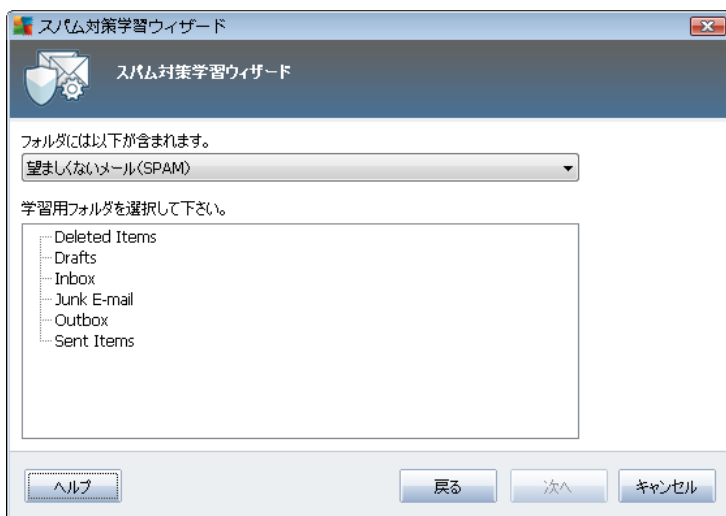 スパム対策学習ウィザード
スパム対策学習ウィザード
フォルダには以下が含まれます。
望ましくないメール(SPAM)
学習用フォルダを選択して下さい。
Deleted Items
Drafts
Inbox
Junk E-mail
Outbox
Sent Items
ヘルプ
戻る
次へ
キャンセル